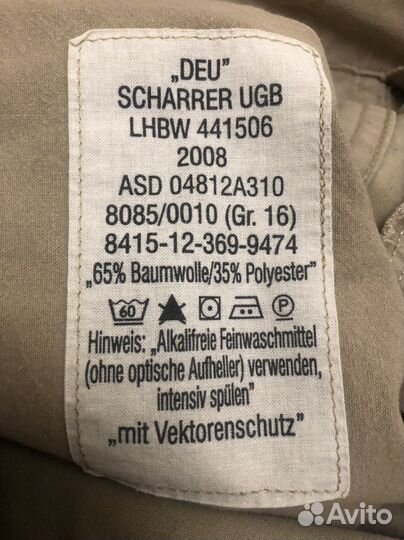 „DEU”
SCHARRER UGB
LHBW 441506
2008
ASD 04812A310
8085/0010 (Gr. 16)
8415-12-369-9474
„65% Baumwolle/35% Polyester”
60 P
Hinweis: „Alkalifreie Feinwaschmittel
(ohne optische Aufheller) verwenden,
intensiv spülen”
„mit Vektorenschutz”
Avito